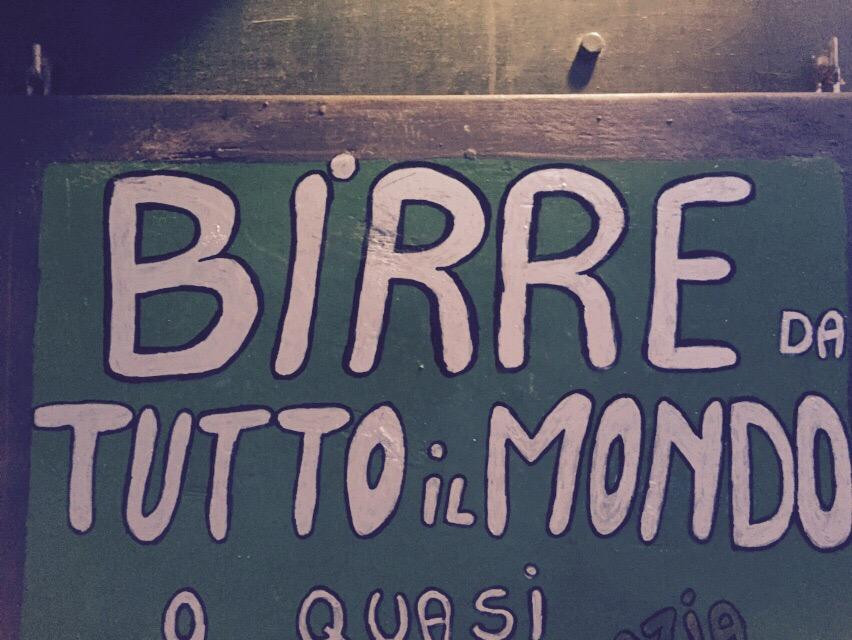 BiRRE DA
TUTTO iL MONDO
O QUASi